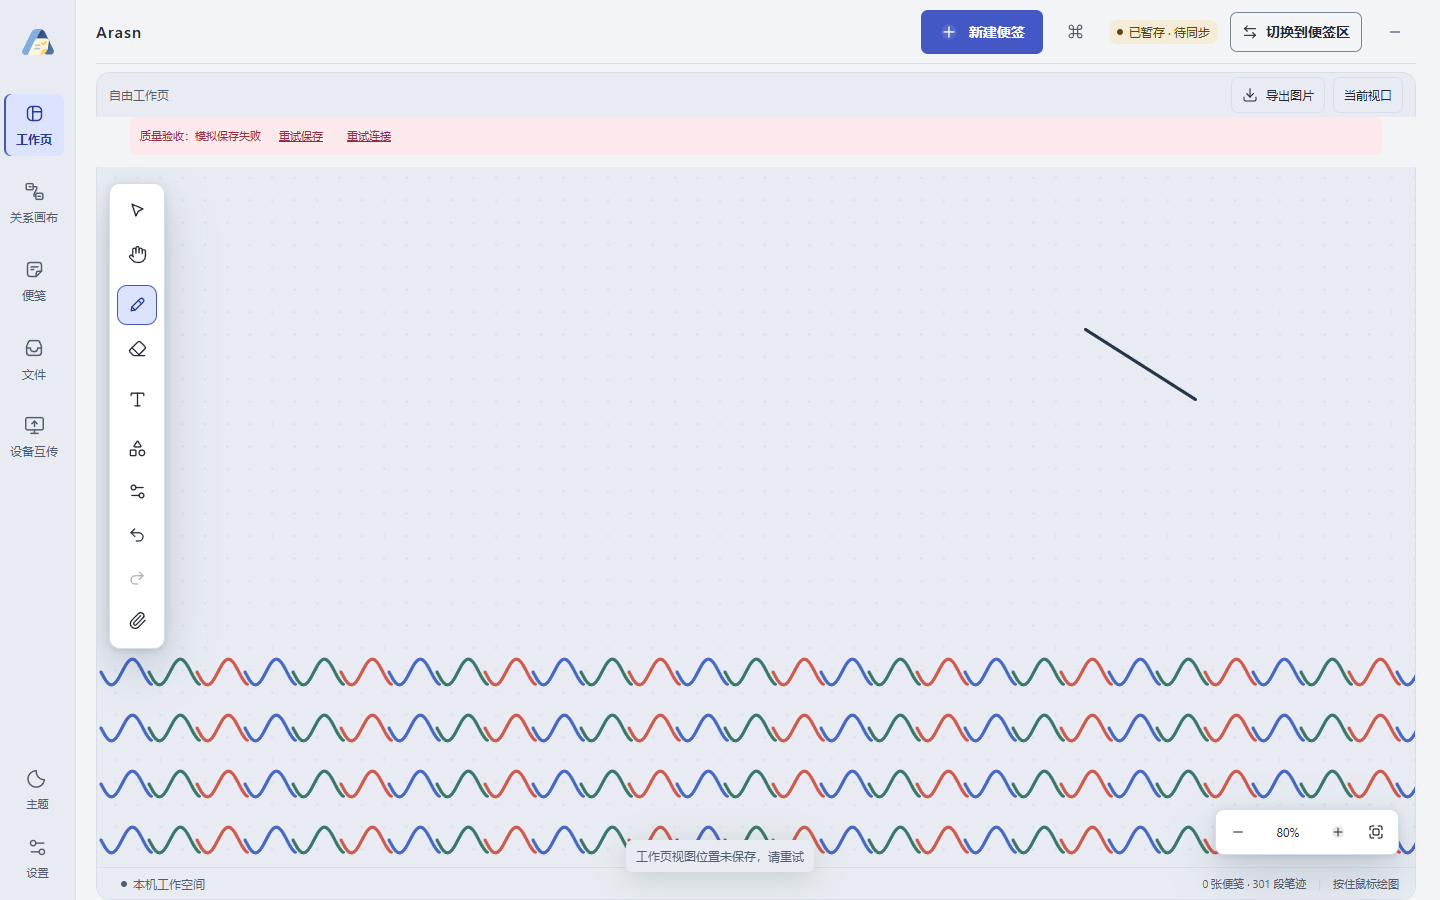 Arasn
新建便签
已暂存 · 待同步
切换到便签区
工作页
关系画布
便笺
文件
设备互传
主题
设置
自由工作页
导出图片
当前视口
质量验收：模拟保存失败 重试保存 重试连接
80%
工作页视图位置未保存，请重试
本机工作空间
0 张便笺 · 301 段笔迹
按住鼠标绘图